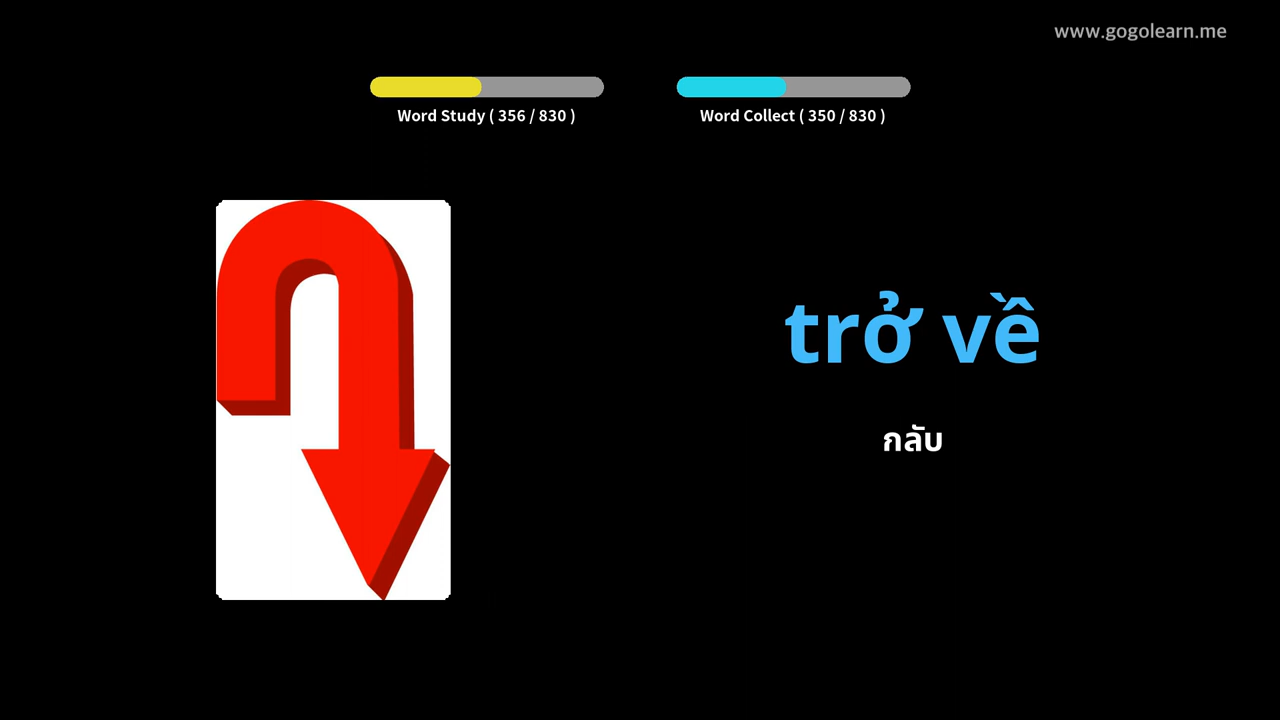 www.gogolearn.me
Word Study ( 356 / 830 )
Word Collect ( 350 / 830 )
trở về
กลับ